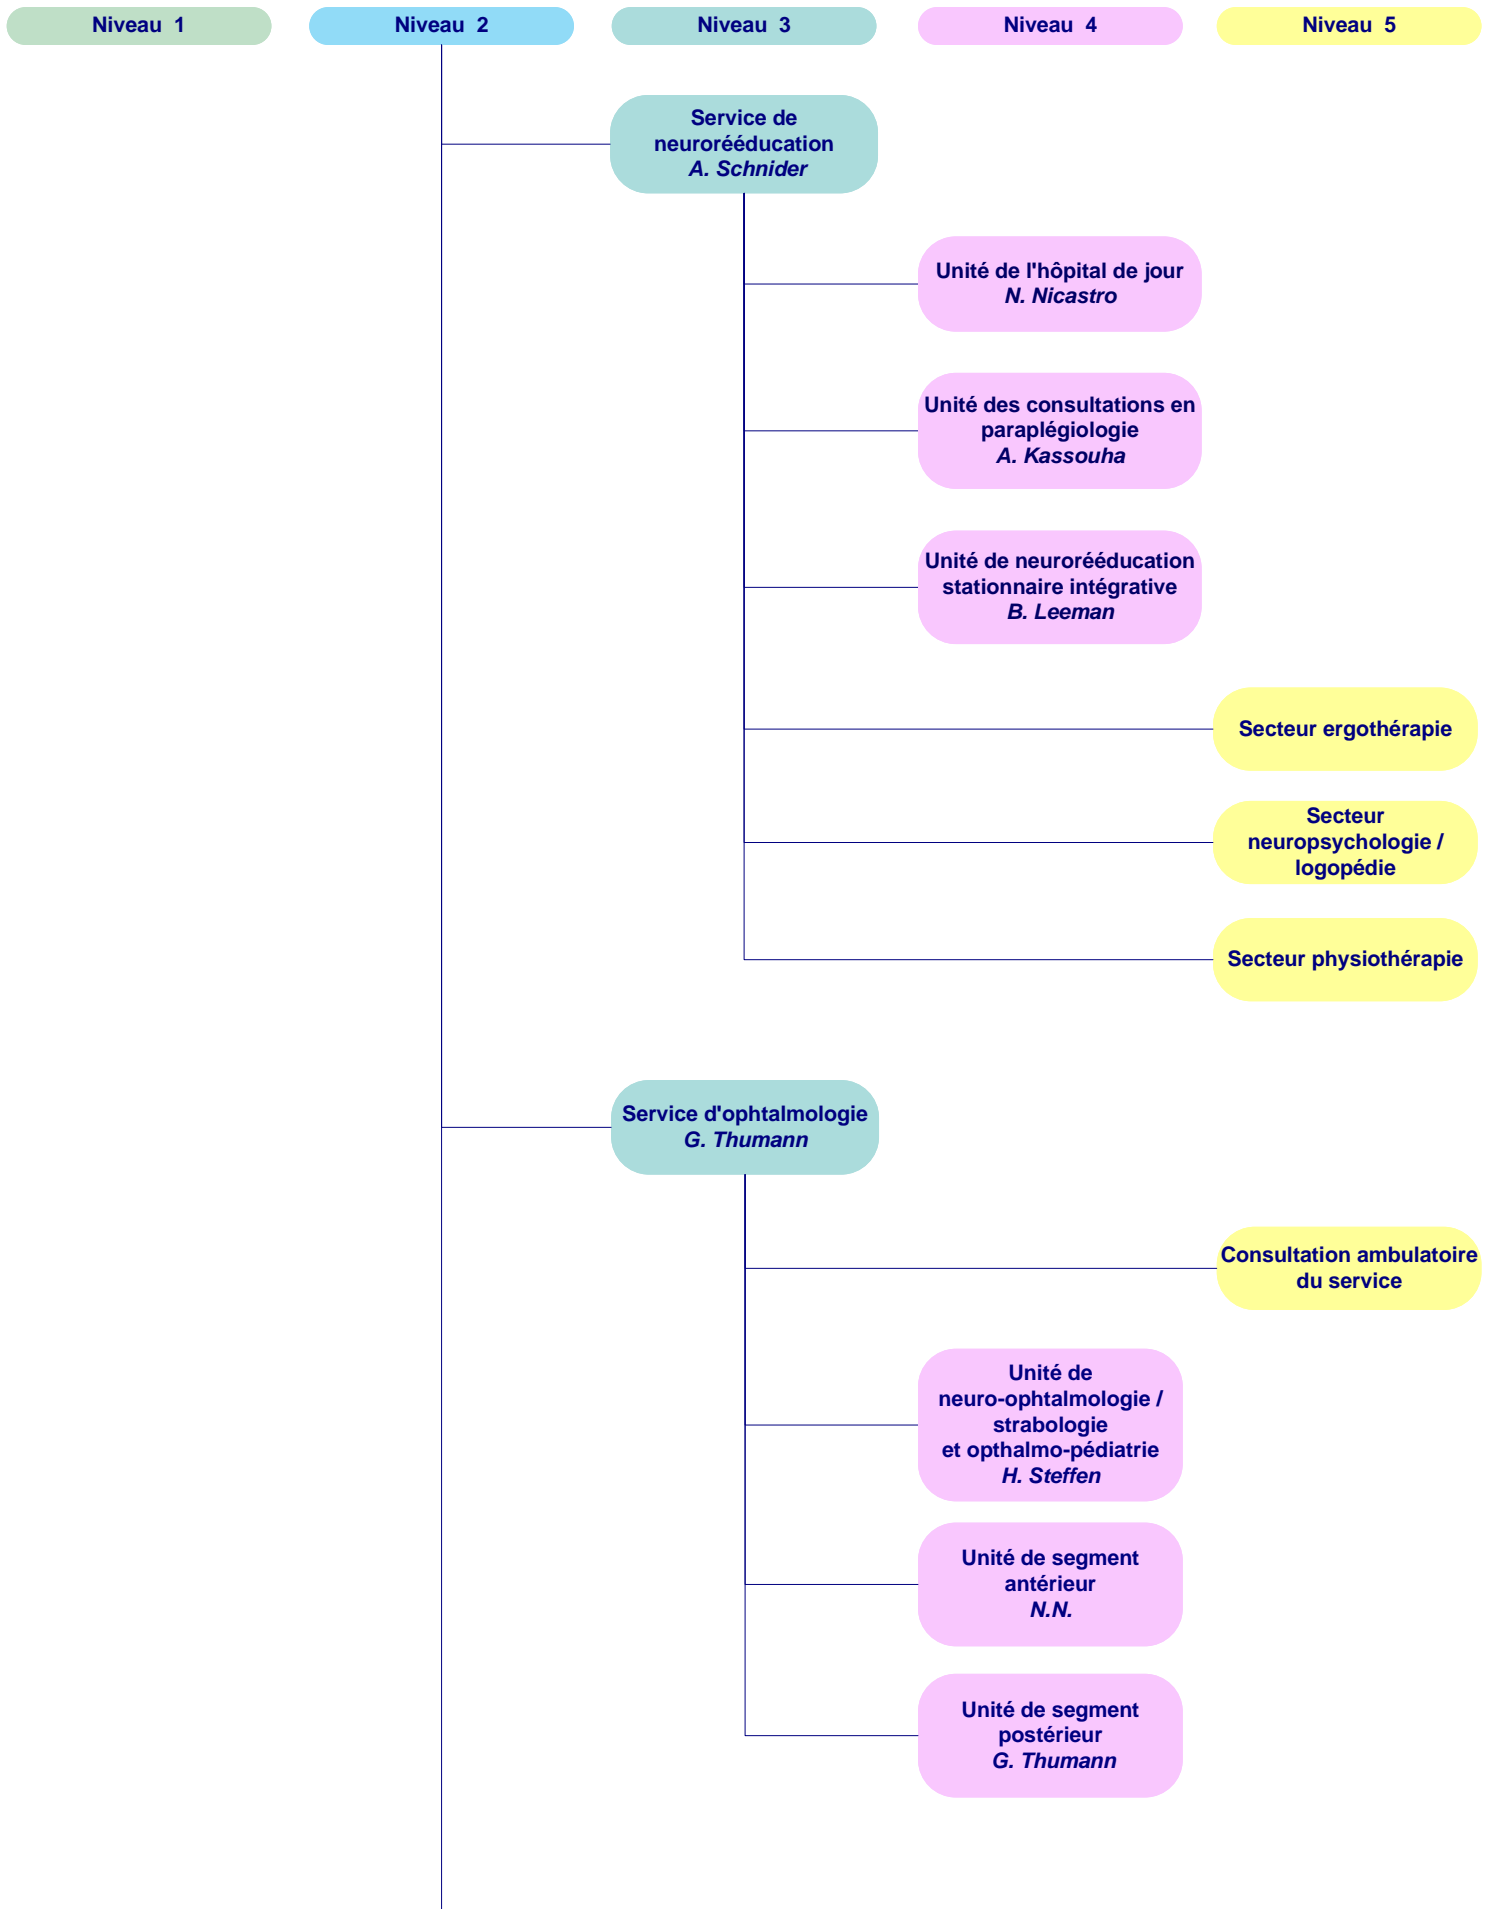 Niveau 1
Niveau 2
Niveau 3
Niveau 4
Niveau 5
Service de
neurorééducation
A. Schnider
Unité de l'hôpital de jour
N. Nicastro
Unité des consultations en
paraplégiologie
A. Kassouha
Unité de neurorééducation
stationnaire intégrative
B. Leeman
Secteur ergothérapie
Secteur
neuropsychologie /
logopédie
Secteur physiothérapie
Service d'ophtalmologie
G. Thumann
Consultation ambulatoire
du service
Unité de
neuro-ophtalmologie /
strabologie
et opthalmo-pédiatrie
H. Steffen
Unité de segment
antérieur
N.N.
Unité de segment
postérieur
G. Thumann